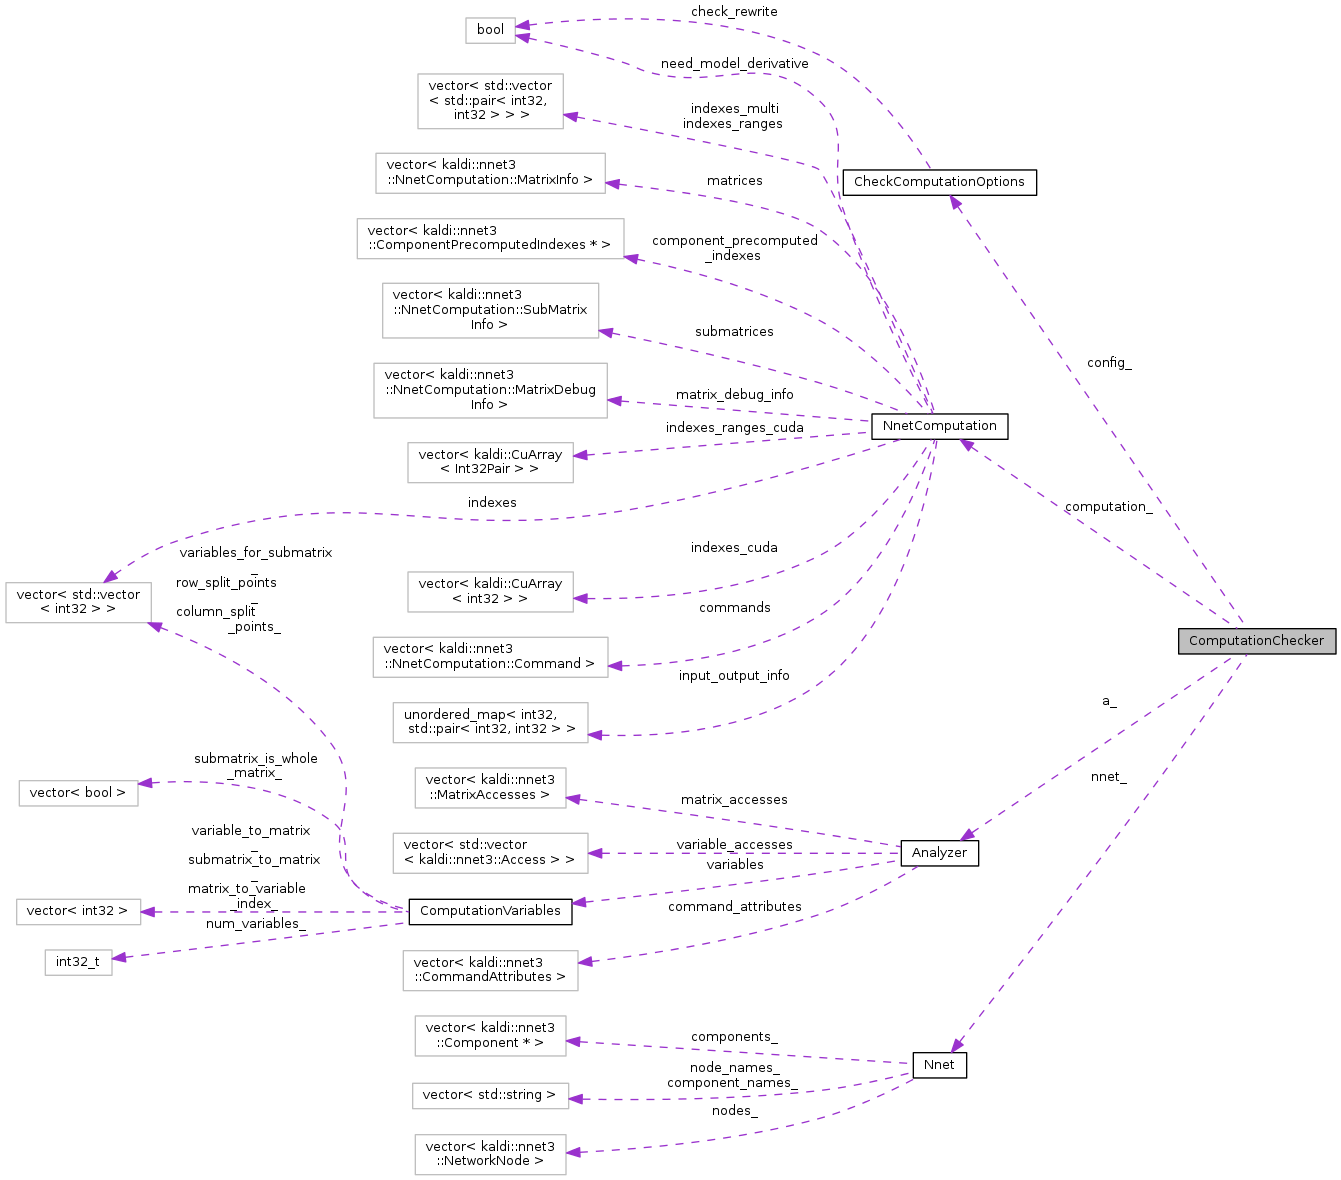 check_rewrite
bool
need_model_derivative
vector< std::vector
< std::pair< int32,
int32 > > >
indexes_multi
indexes_ranges
vector< kaldi::nnet3
::NnetComputation::MatrixInfo >
matrices
CheckComputationOptions
vector< kaldi::nnet3
::ComponentPrecomputedIndexes * >
component_precomputed
_indexes
vector< kaldi::nnet3
::NnetComputation::SubMatrix
Info >
submatrices
config_
vector< kaldi::nnet3
::NnetComputation::MatrixDebug
Info >
matrix_debug_info
NnetComputation
indexes_ranges_cuda
vector< kaldi::CuArray
< Int32Pair > >
indexes
computation_
variables_for_submatrix
_
row_split_points
_
column_split
_points_
vector< std::vector
< int32 > >
indexes_cuda
vector< kaldi::CuArray
< int32 > >
commands
vector< kaldi::nnet3
::NnetComputation::Command >
ComputationChecker
input_output_info
unordered_map< int32,
std::pair< int32, int32 > >
a_
submatrix_is_whole
_matrix_
vector< bool >
nnet_
vector< kaldi::nnet3
::MatrixAccesses >
matrix_accesses
variable_to_matrix
_
submatrix_to_matrix
_
matrix_to_variable
_index_
vector< std::vector
< kaldi::nnet3::Access > >
variable_accesses
variables
Analyzer
vector< int32 >
ComputationVariables
command_attributes
num_variables_
int32_t
vector< kaldi::nnet3
::CommandAttributes >
vector< kaldi::nnet3
::Component * >
components_
Nnet
node_names_
component_names_
vector< std::string >
nodes_
vector< kaldi::nnet3
::NetworkNode >